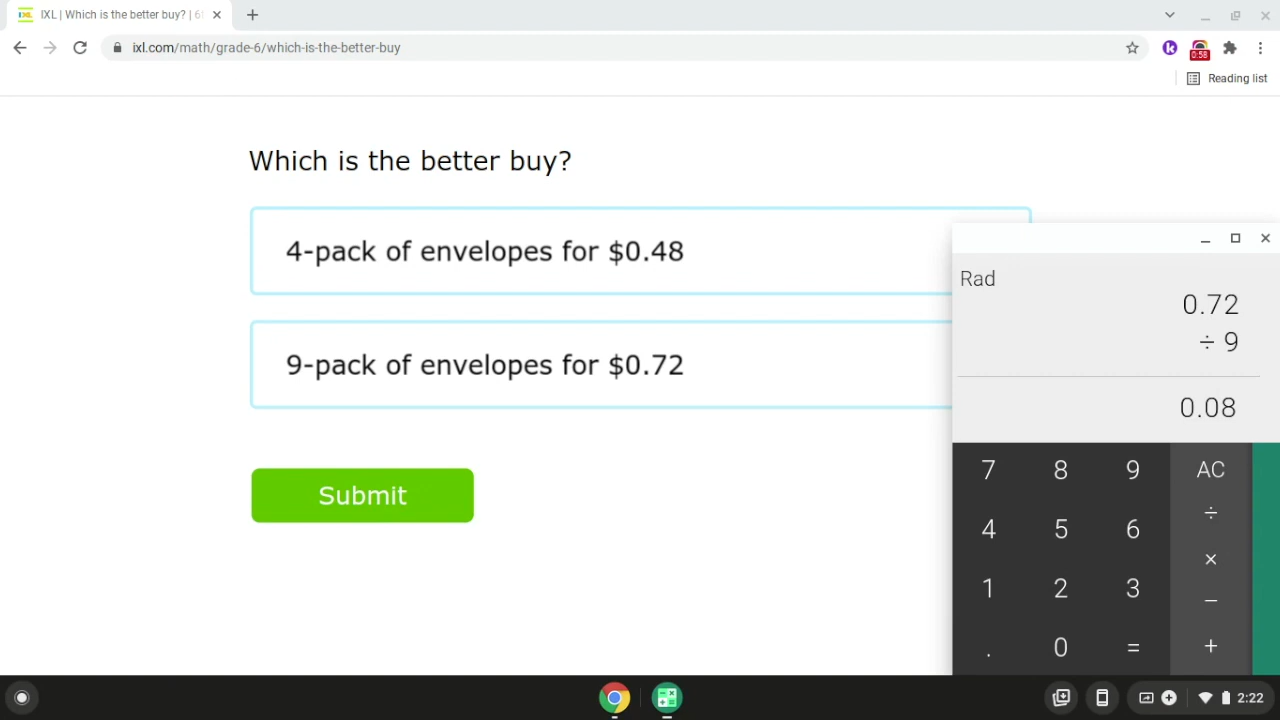 IXL | Which is the better buy? | 6t
ixl.com/math/grade-6/which-is-the-better-buy
0:58
Reading list
Which is the better buy?
4-pack of envelopes for $0.48
9-pack of envelopes for $0.72
Submit
Rad
0.72
÷ 9
0.08
7 8 9 AC
÷
4 5 6
×
1 2 3
−
. 0 = +
2:22